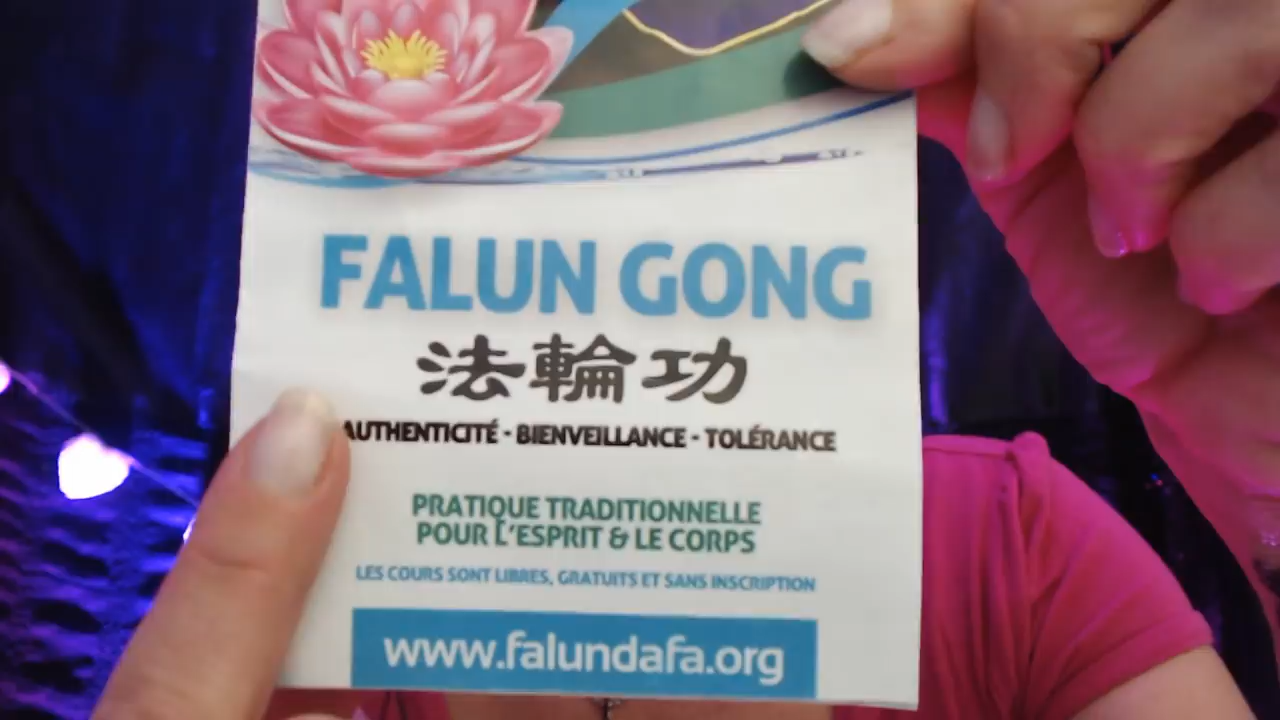 FALUN GONG
法輪功
AUTHENTICITÉ - BIENVEILLANCE - TOLÉRANCE
PRATIQUE TRADITIONNELLE
POUR L'ESPRIT & LE CORPS
LES COURS SONT LIBRES, GRATUITS ET SANS INSCRIPTION
www.falundafa.org